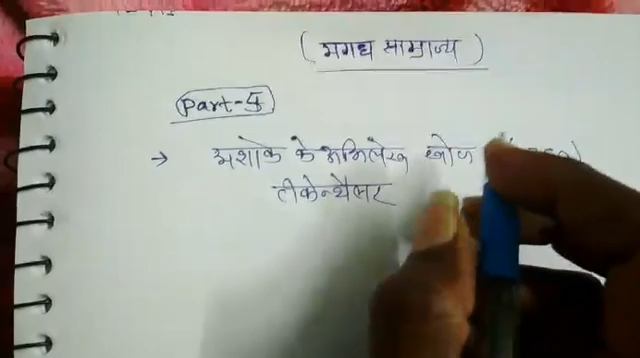 ( मगध साम्राज्य )
Part-5
→ अशोक के अभिलेख खोज
टीकेन्थैलर